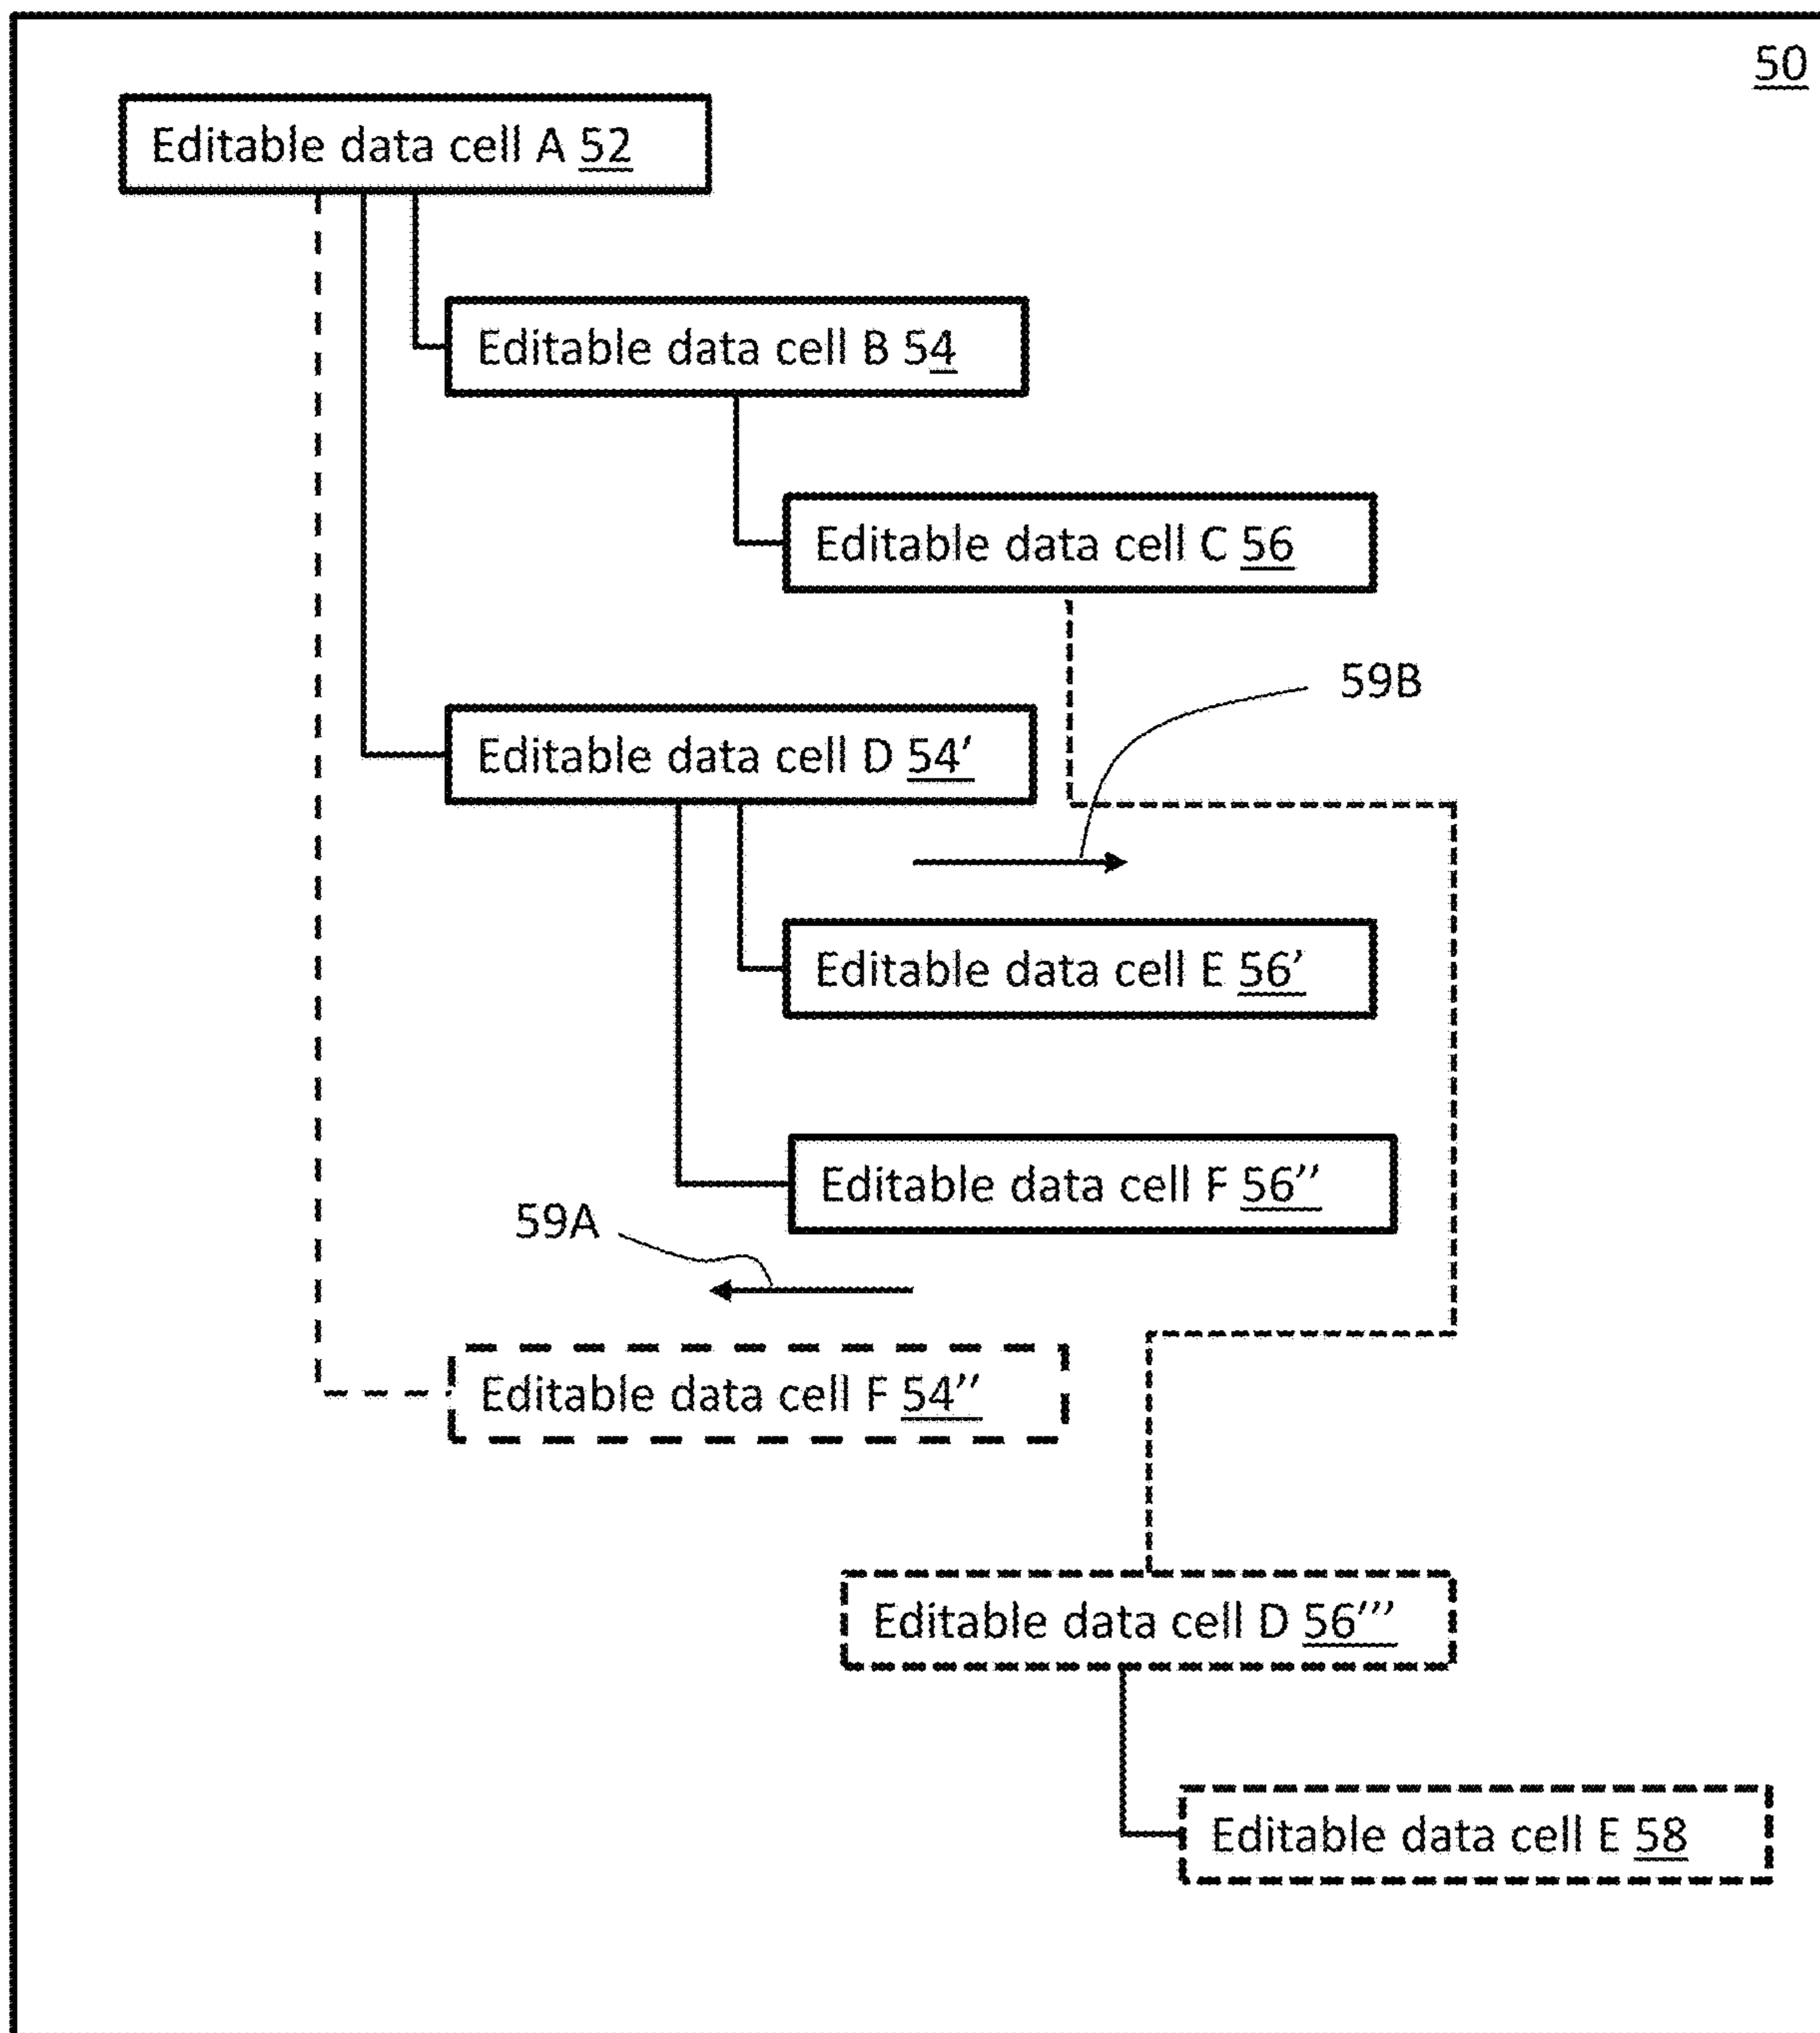 50
Editable data cell A 52
Editable data cell B 54
Editable data cell C 56
59B
Editable data cell D 54′
Editable data cell E 56′
Editable data cell F 56′′
59A
Editable data cell F 54′′
Editable data cell D 56′′′
Editable data cell E 58